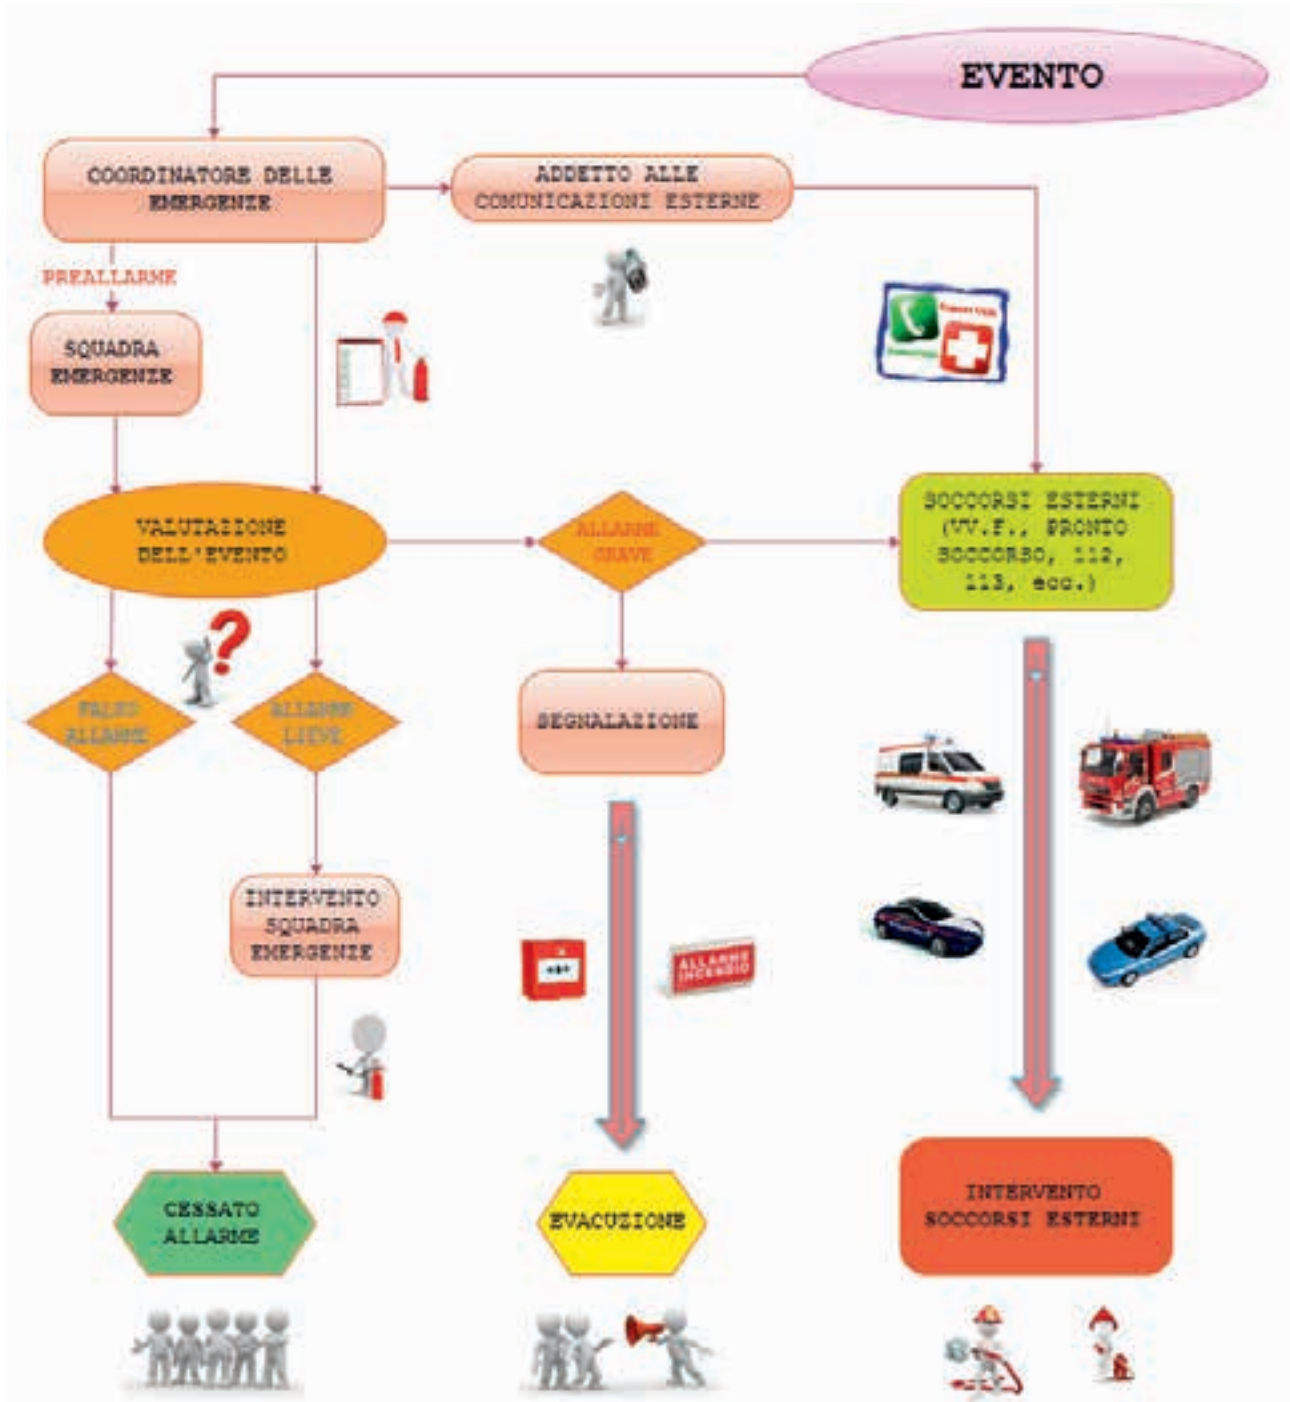 EVENTO
COORDINATORE DELLE
EMERGENZE
ADDETTO ALLE
COMUNICAZIONI ESTERNE
PREALLARME
SQUADRA
EMERGENZE
VALUTAZIONE
DELL'EVENTO
ALLARME
GRAVE
SOCCORSI ESTERNI
(VV.F., PRONTO
SOCCORSO, 112,
113, ecc.)
FALSO
ALLARME
ALLARME
LIEVE
SEGNALAZIONE
INTERVENTO
SQUADRA
EMERGENZE
ALLARME
INCENDIO
CESSATO
ALLARME
EVACUZIONE
INTERVENTO
SOCCORSI ESTERNI